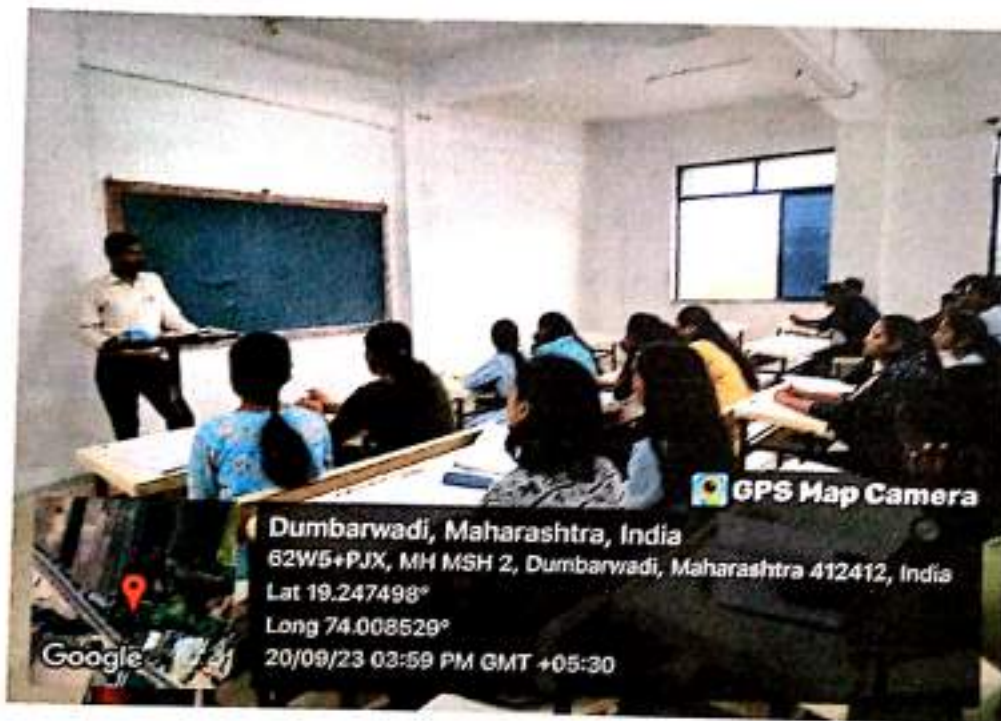 GPS Map Camera
Dumbarwadi, Maharashtra, India
62W5+PJX, MH MSH 2, Dumbarwadi, Maharashtra 412412, India
Lat 19.247498°
Long 74.008529°
20/09/23 03:59 PM GMT +05:30
Google